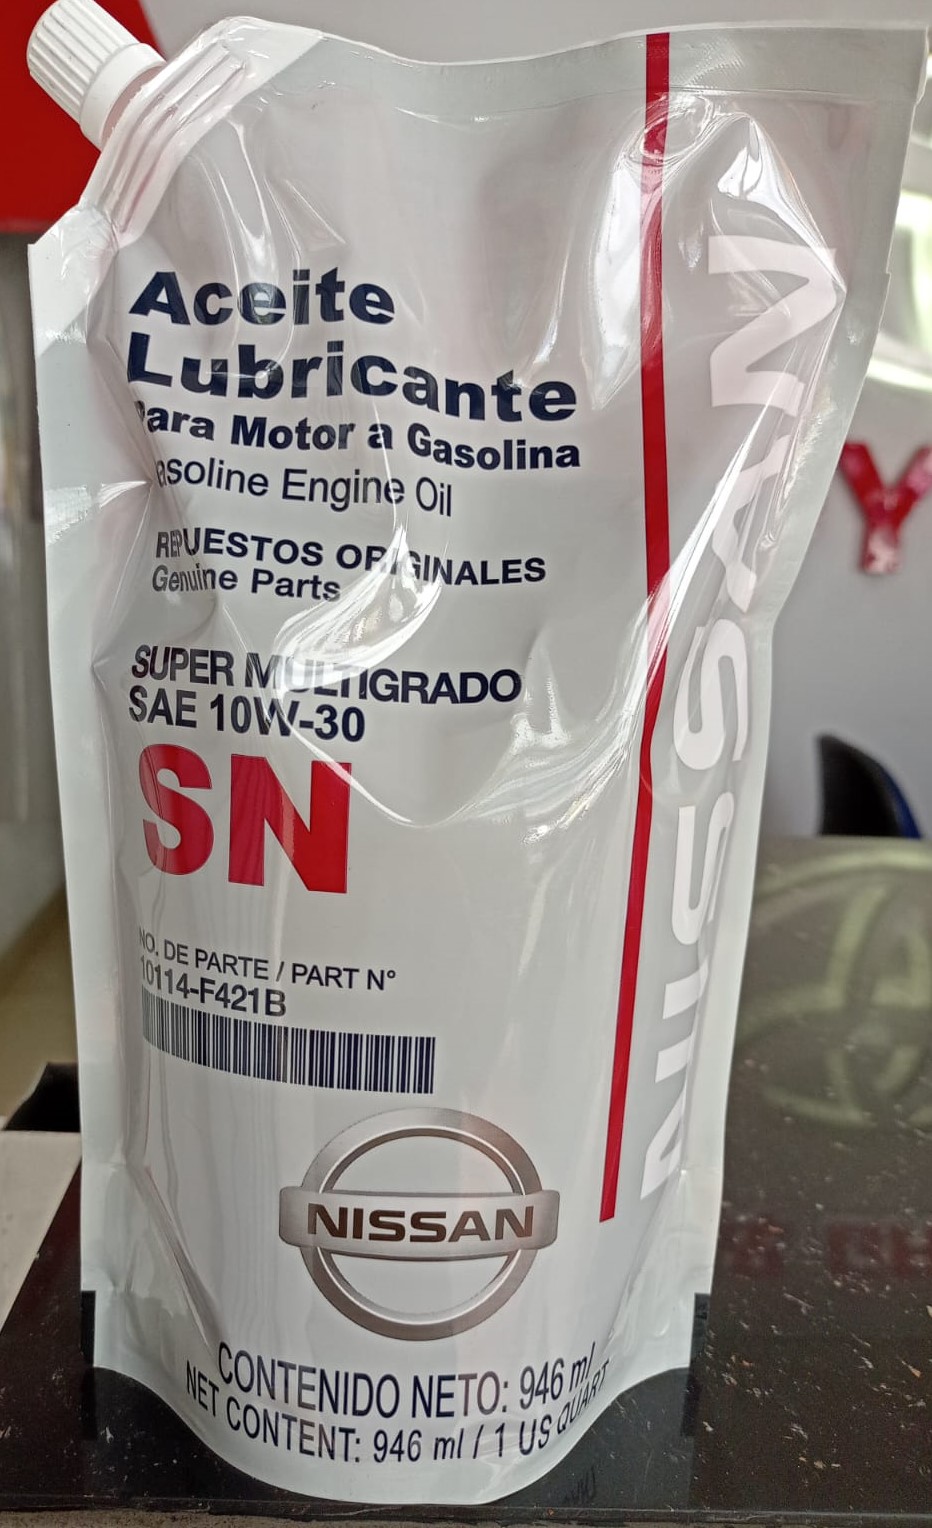 Aceite
Lubricante
Para Motor a Gasolina
asoline Engine Oil
REPUESTOS ORIGINALES
Genuine Parts
SUPER MULTIGRADO
SAE 10W-30
SN
NO. DE PARTE / PART N°
10114-F421B
NISSAN
CONTENIDO NETO: 946 ml
NET CONTENT: 946 ml / 1 US QUART
NISSAN
Y